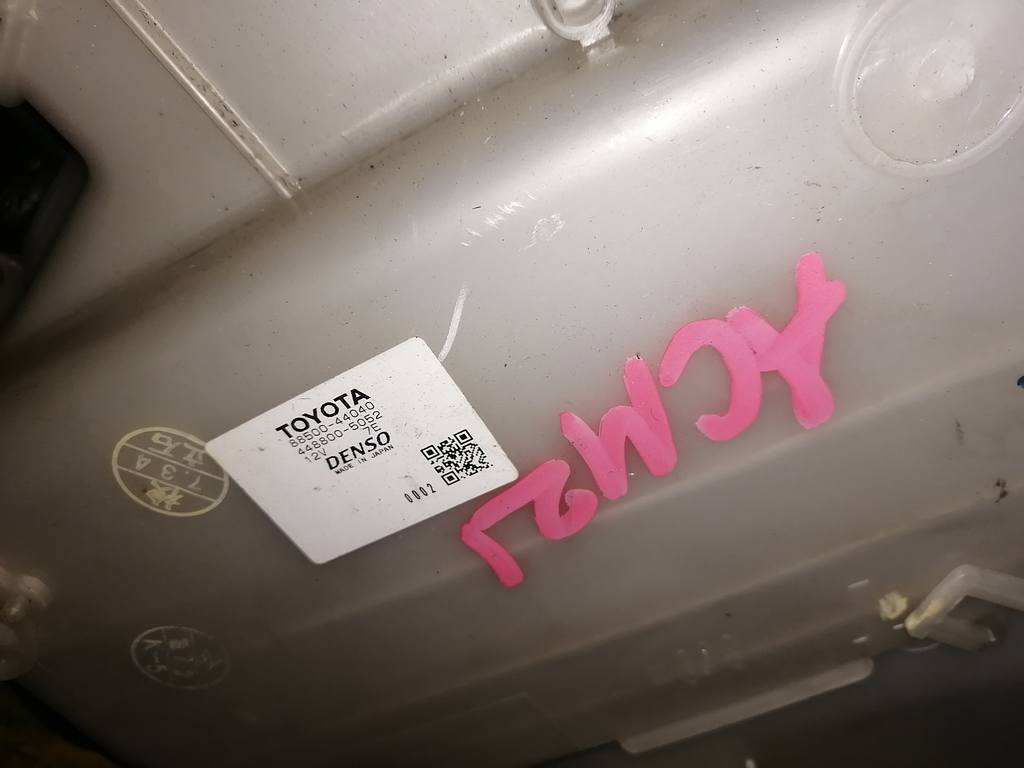 TOYOTA
88500-44040
448800-5052
12V 7E
DENSO
MADE IN JAPAN
0002
ACM21